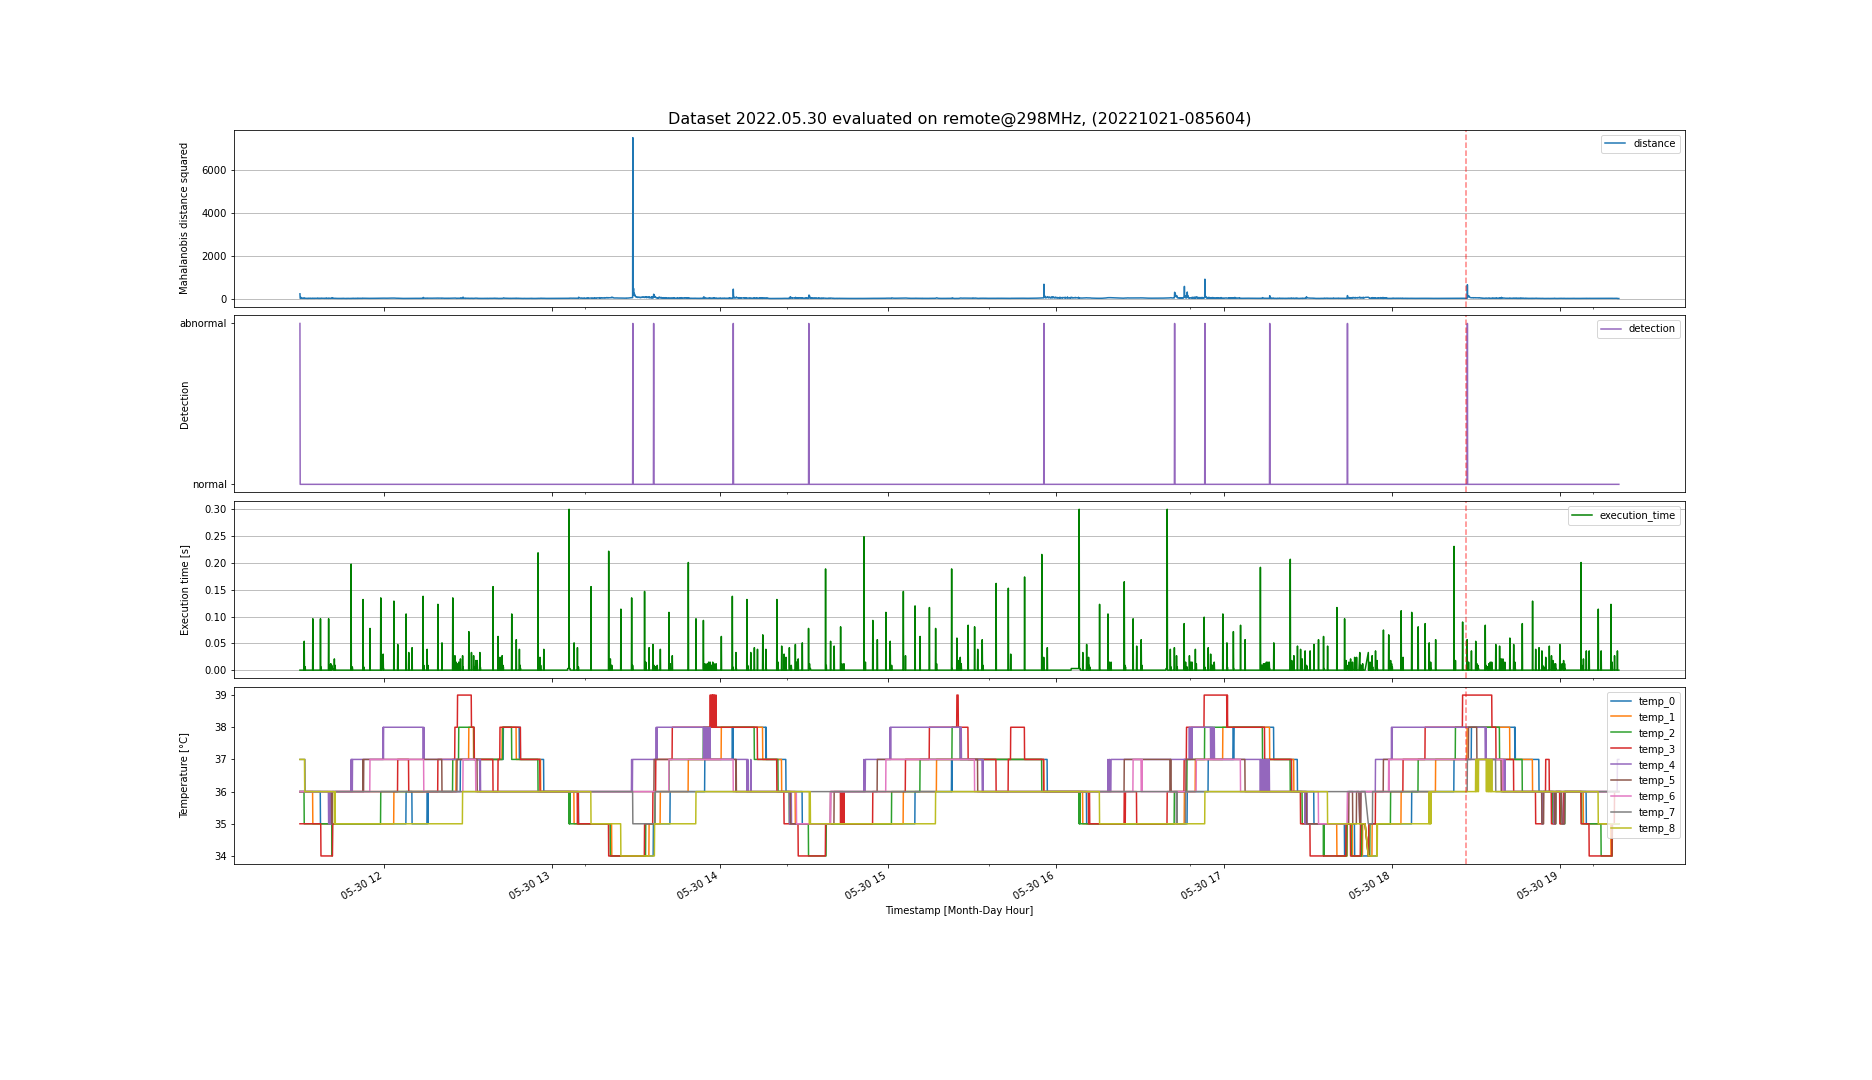 Dataset 2022.05.30 evaluated on remote@298MHz, (20221021-085604)
Mahalanobis distance squared
6000
4000
2000
0
distance
Detection
abnormal
normal
detection
Execution time [s]
0.30
0.25
0.20
0.15
0.10
0.05
0.00
execution_time
Temperature [°C]
39
38
37
36
35
34
temp_0
temp_1
temp_2
temp_3
temp_4
temp_5
temp_6
temp_7
temp_8
05-30 12
05-30 13
05-30 14
05-30 15
05-30 16
05-30 17
05-30 18
05-30 19
Timestamp [Month-Day Hour]